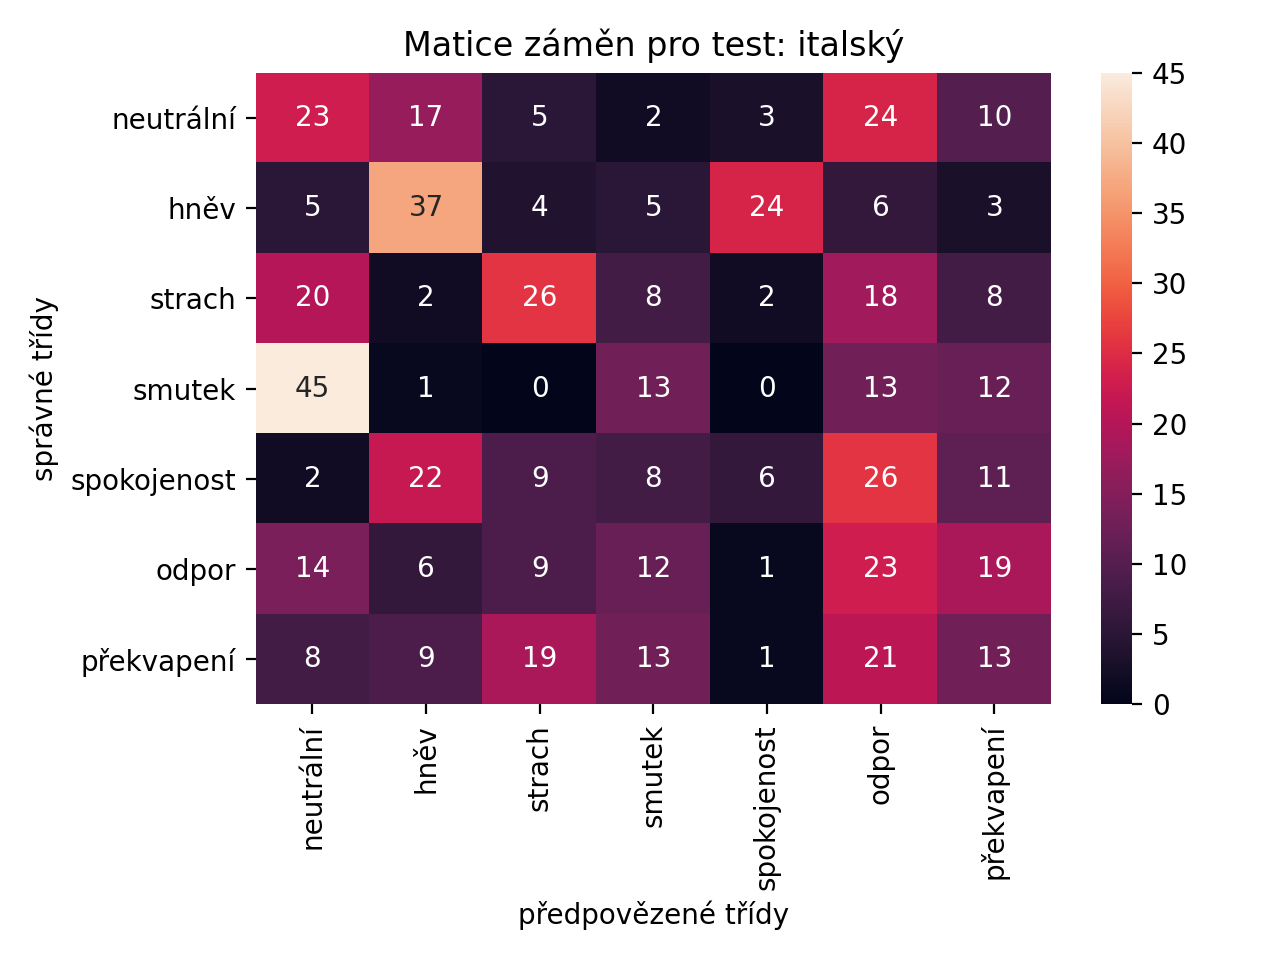 Matice záměn pro test: italský
neutrální 23 17 5 2 3 24 10
hněv 5 37 4 5 24 6 3
strach 20 2 26 8 2 18 8
smutek 45 1 0 13 0 13 12
spokojenost 2 22 9 8 6 26 11
odpor 14 6 9 12 1 23 19
překvapení 8 9 19 13 1 21 13
správné třídy
neutrální hněv strach smutek spokojenost odpor překvapení
předpovězené třídy
45
40
35
30
25
20
15
10
5
0